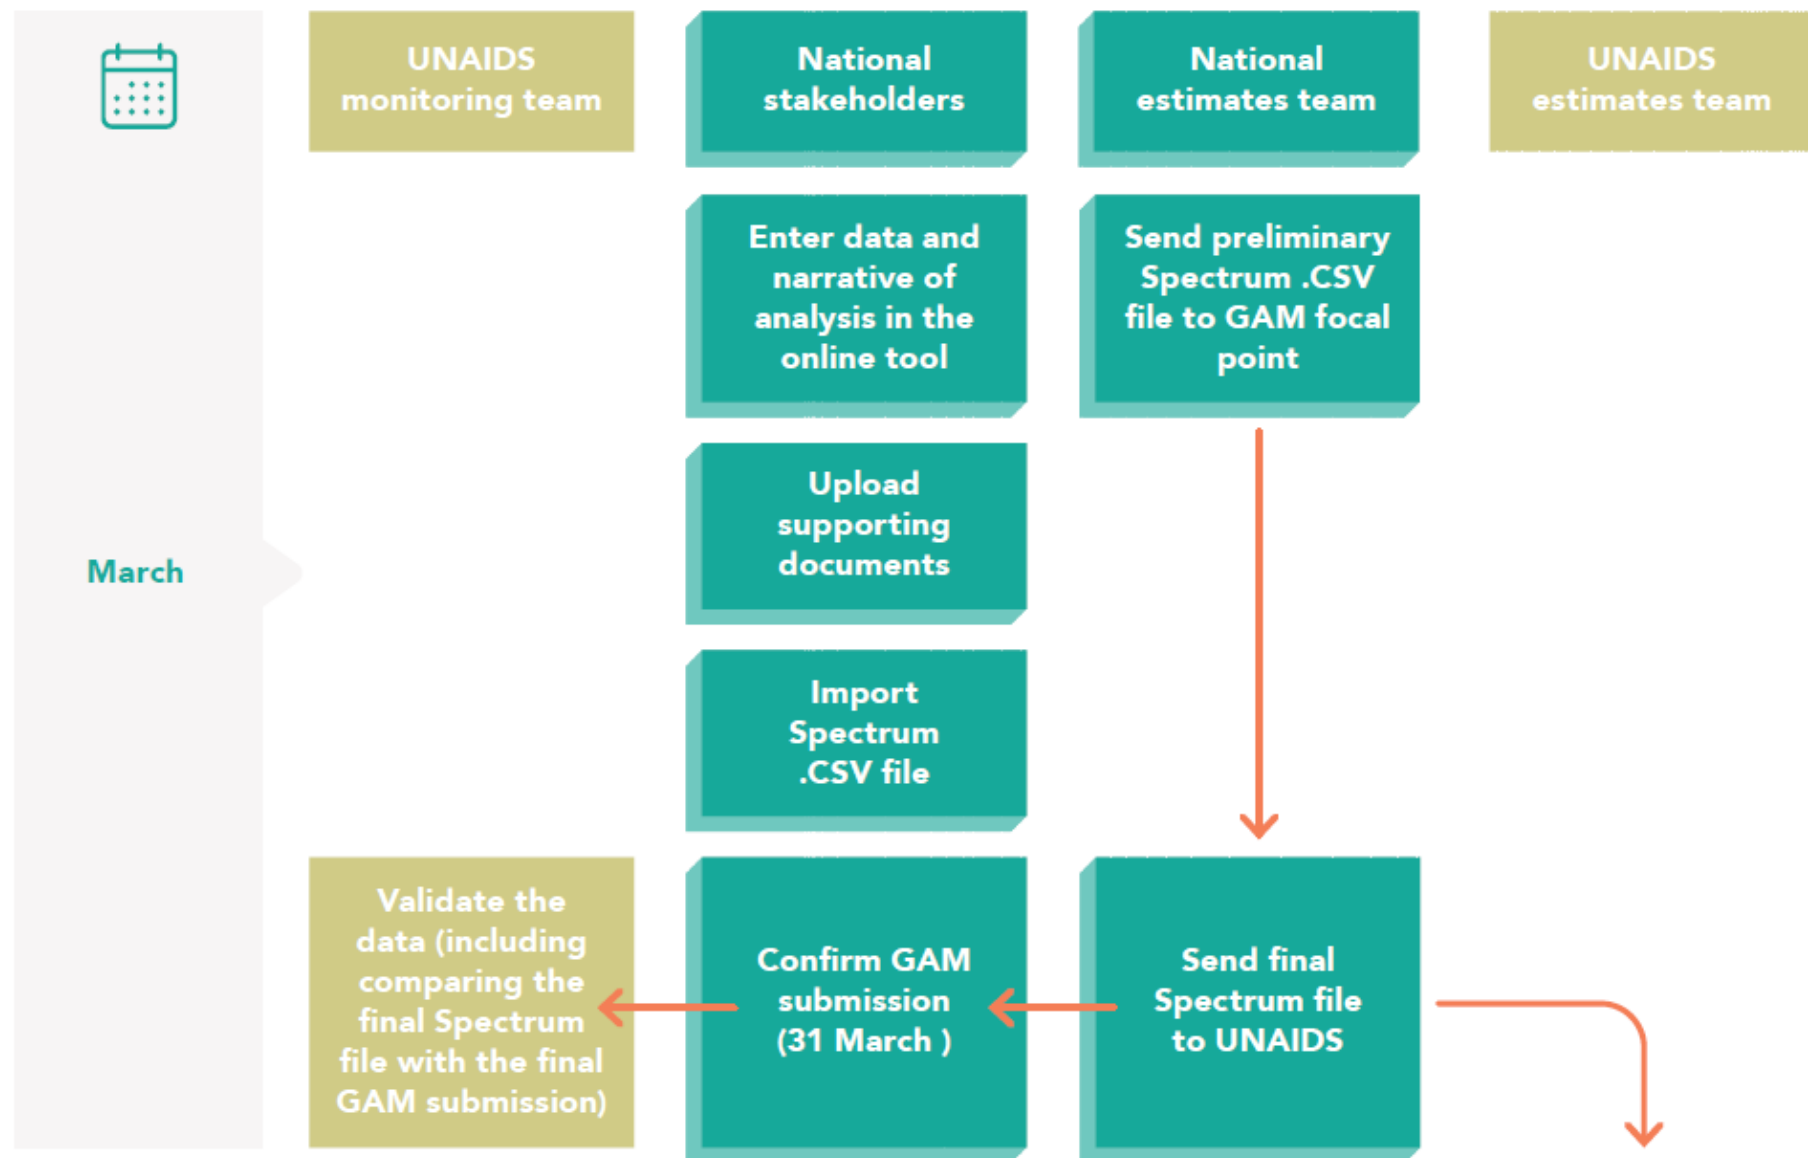 UNAIDS
monitoring team
National
stakeholders
National
estimates team
UNAIDS
estimates team
March
Enter data and
narrative of
analysis in the
online tool
Send preliminary
Spectrum .CSV
file to GAM focal
point
Upload
supporting
documents
Import
Spectrum
.CSV file
Validate the
data (including
comparing the
final Spectrum
file with the final
GAM submission)
Confirm GAM
submission
(31 March )
Send final
Spectrum file
to UNAIDS